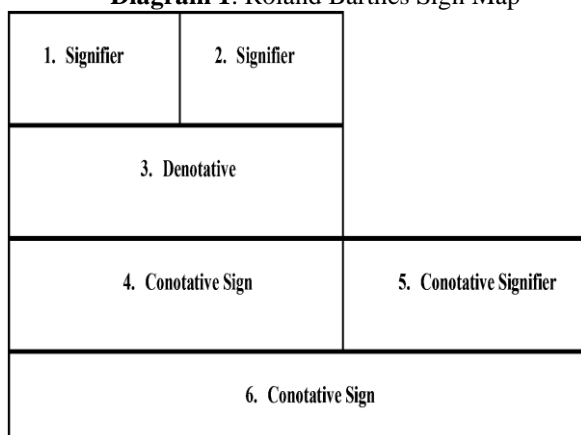 Diagram 1. Roland Barthes Sign Map
1. Signifier
2. Signifier
3. Denotative
4. Conotative Sign
5. Conotative Signifier
6. Conotative Sign